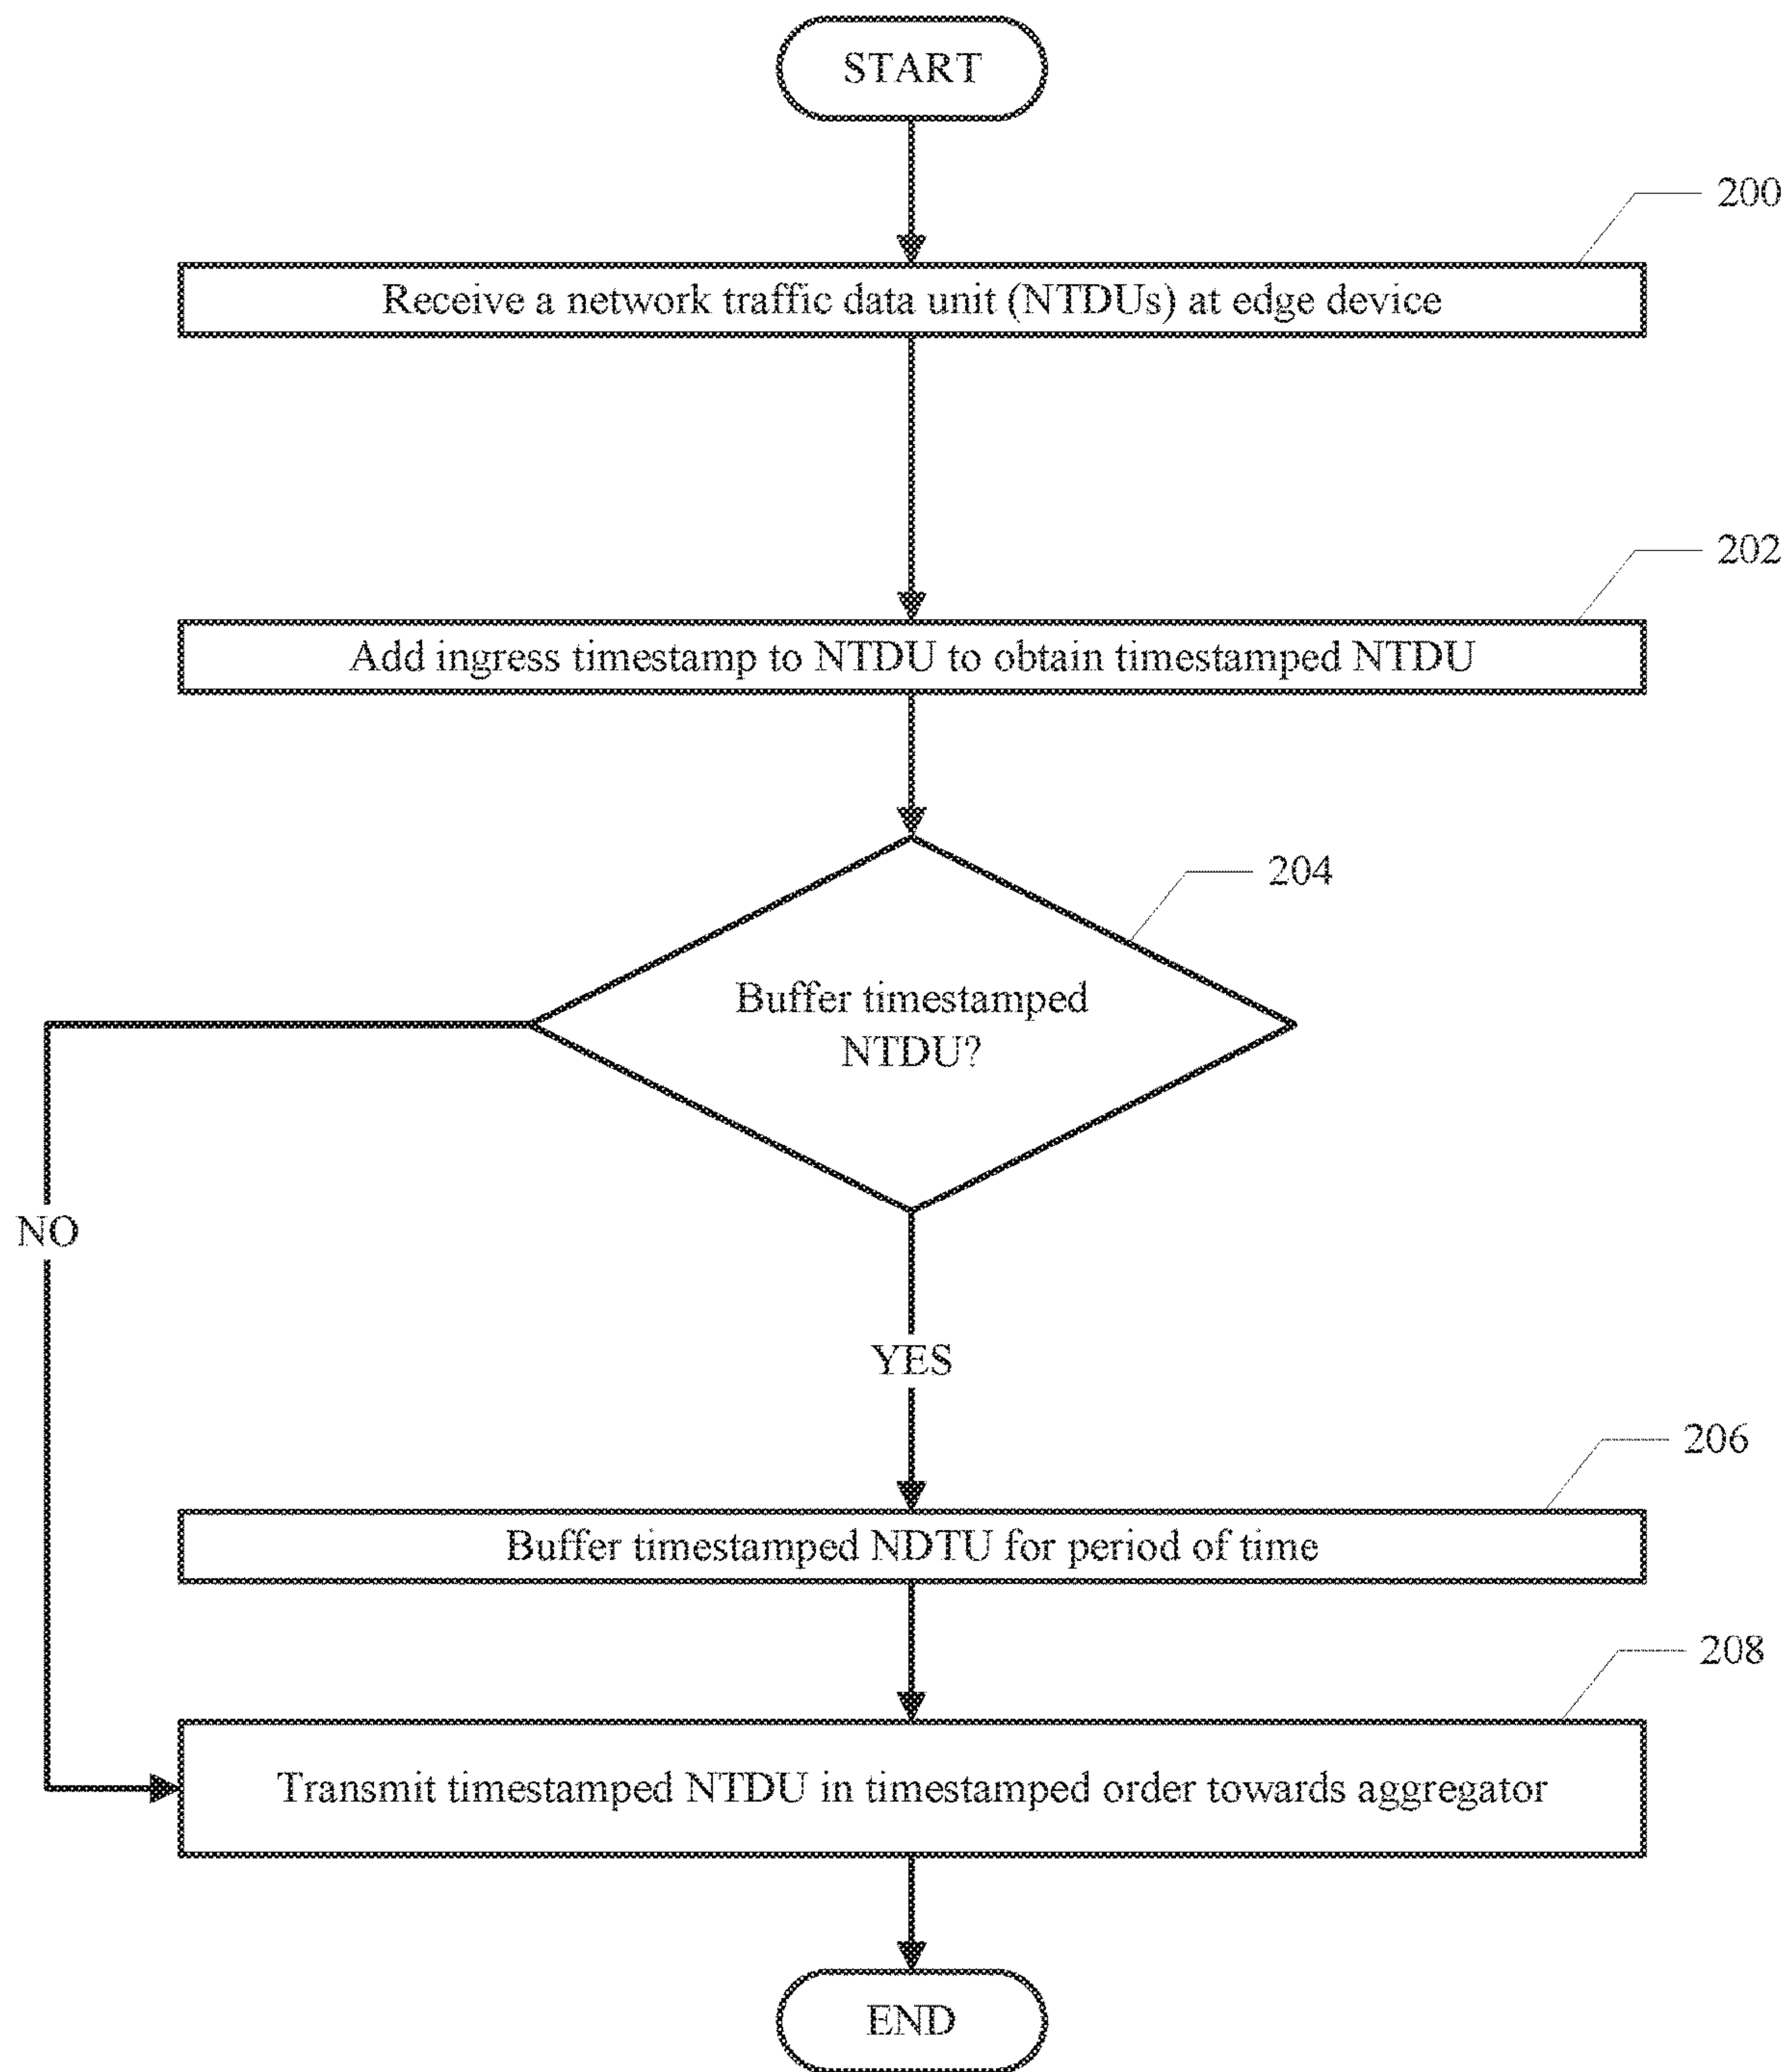 START
200
Receive a network traffic data unit (NTDUs) at edge device
202
Add ingress timestamp to NTDU to obtain timestamped NTDU
204
Buffer timestamped
NTDU?
NO
YES
206
Buffer timestamped NDTU for period of time
208
Transmit timestamped NTDU in timestamped order towards aggregator
END